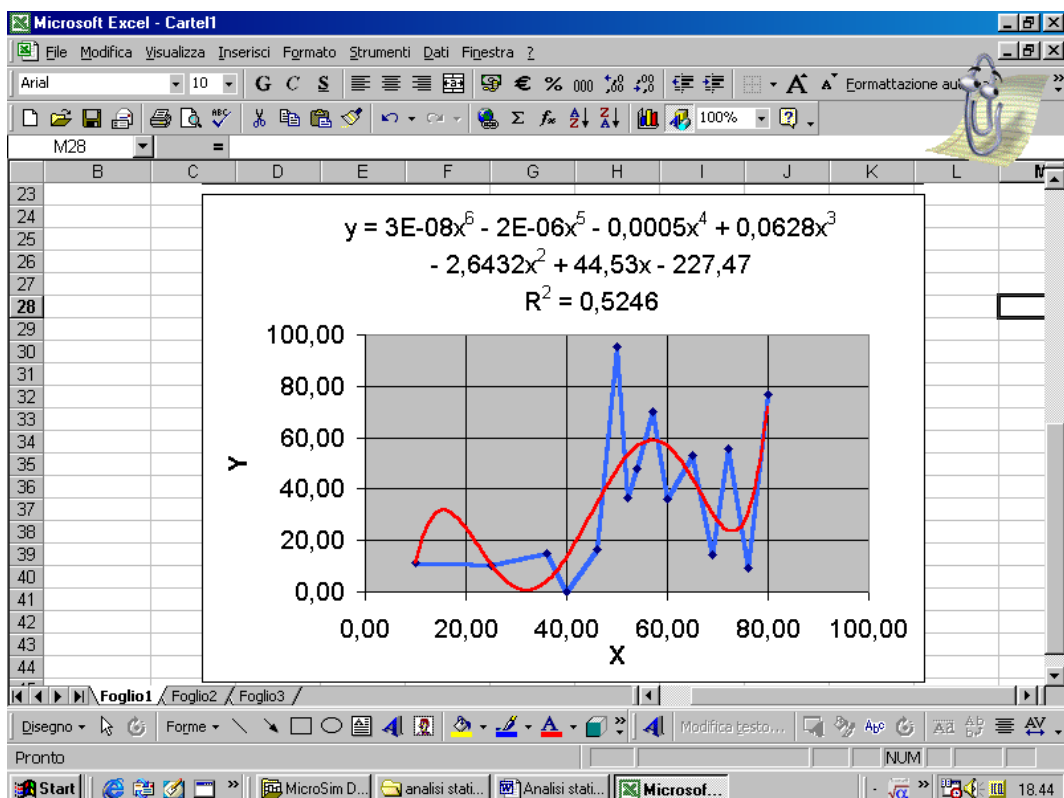 Microsoft Excel - Cartel1
File Modifica Visualizza Inserisci Formato Strumenti Dati Finestra ?
Arial 10 G C S € % 000 Formattazione
100%
M28 =
B C D E F G H I J K L M
23
24
25
26
27
28
29
30
31
32
33
34
35
36
37
38
39
40
41
42
43
44
y = 3E-08x⁶ - 2E-06x⁵ - 0,0005x⁴ + 0,0628x³
- 2,6432x² + 44,53x - 227,47
R² = 0,5246
100,00
80,00
60,00
40,00
20,00
0,00
Y
0,00 20,00 40,00 60,00 80,00 100,00
X
Foglio1 Foglio2 Foglio3
Disegno Forme Modifica testo...
Pronto NUM
Start MicroSim D... analisi stati... Analisi stati... Microsof... 18.44